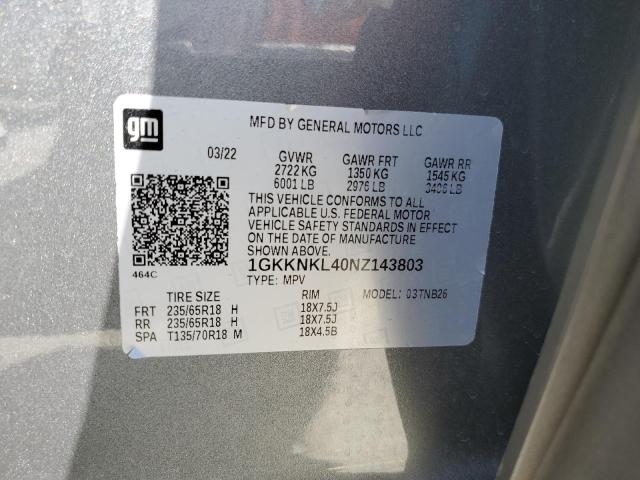 gm
MFD BY GENERAL MOTORS LLC
03/22 GVWR GAWR FRT GAWR RR
2722 KG 1350 KG 1545 KG
6001 LB 2976 LB 3406 LB
THIS VEHICLE CONFORMS TO ALL
APPLICABLE U.S. FEDERAL MOTOR
VEHICLE SAFETY STANDARDS IN EFFECT
ON THE DATE OF MANUFACTURE
SHOWN ABOVE.
464C
1GKKNKL40NZ143803
TYPE: MPV MODEL: 03TNB26
TIRE SIZE RIM
FRT 235/65R18 H 18X7.5J
RR 235/65R18 H 18X7.5J
SPA T135/70R18 M 18X4.5B